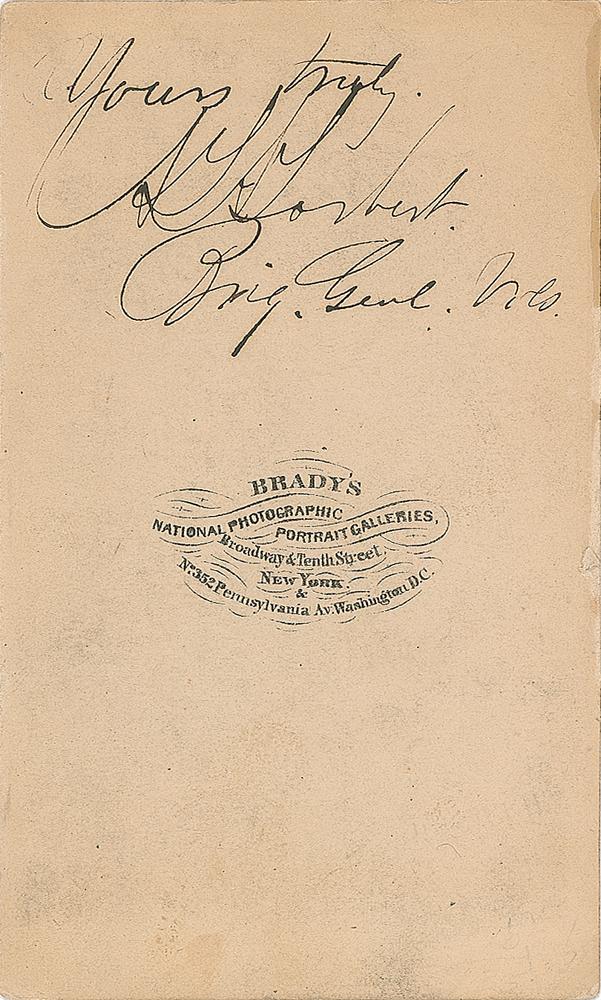 Yours truly.
A T A Torbert.
Brig. Genl. Vols.
BRADY'S
NATIONAL PHOTOGRAPHIC PORTRAIT GALLERIES,
Broadway & Tenth Street
NEW YORK.
&
No. 352 Pennsylvania Av. Washington D.C.